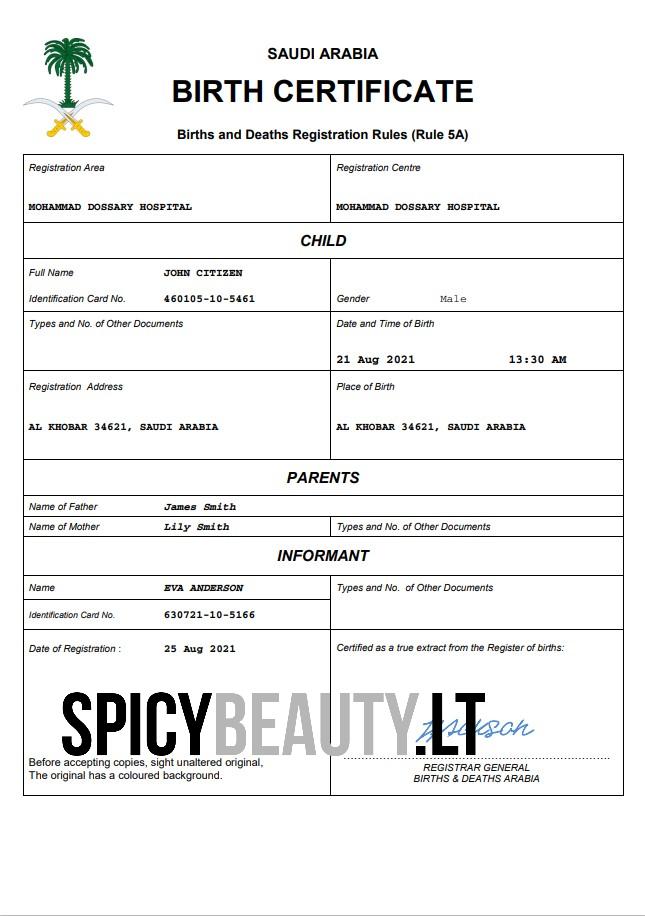 SAUDI ARABIA
BIRTH CERTIFICATE
Births and Deaths Registration Rules (Rule 5A)
Registration Area
Registration Centre
MOHAMMAD DOSSARY HOSPITAL
MOHAMMAD DOSSARY HOSPITAL
CHILD
Full Name JOHN CITIZEN
Identification Card No. 460105-10-5461
Gender Male
Types and No. of Other Documents
Date and Time of Birth
21 Aug 2021 13:30 AM
Registration Address
Place of Birth
AL KHOBAR 34621, SAUDI ARABIA
AL KHOBAR 34621, SAUDI ARABIA
PARENTS
Name of Father James Smith
Name of Mother Lily Smith
Types and No. of Other Documents
INFORMANT
Name EVA ANDERSON
Types and No. of Other Documents
Identification Card No. 630721-10-5166
Date of Registration : 25 Aug 2021
Certified as a true extract from the Register of births:
SPICYBEAUTY.LT
Before accepting copies, sight unaltered original,
The original has a coloured background.
REGISTRAR GENERAL
BIRTHS & DEATHS ARABIA